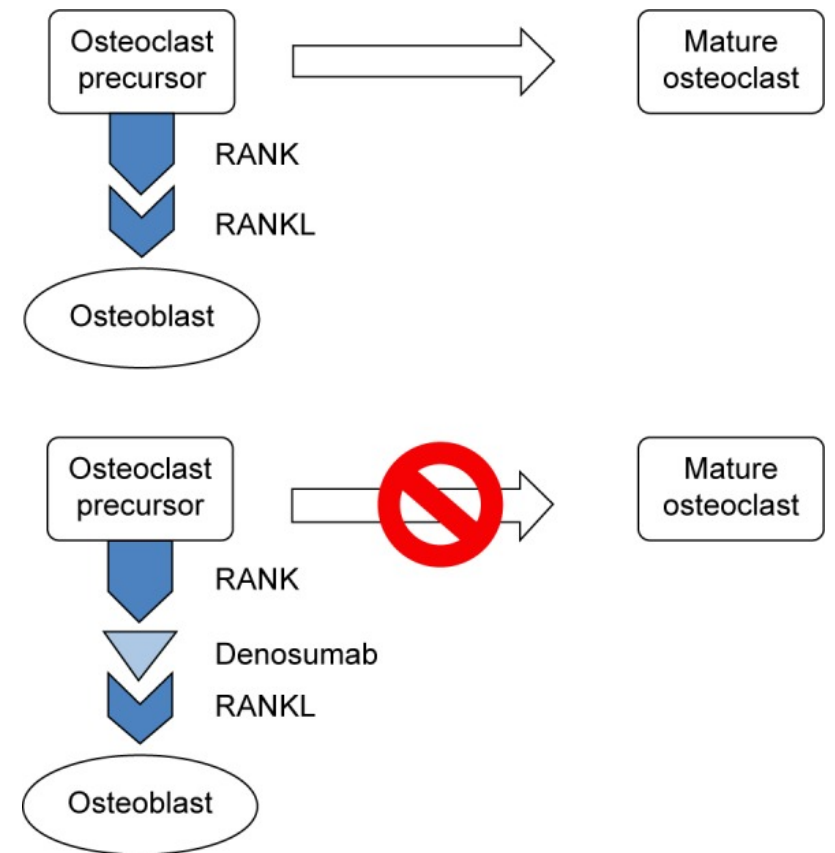 Osteoclast
precursor
Mature
osteoclast
RANK
RANKL
Osteoblast
Osteoclast
precursor
Mature
osteoclast
RANK
Denosumab
RANKL
Osteoblast